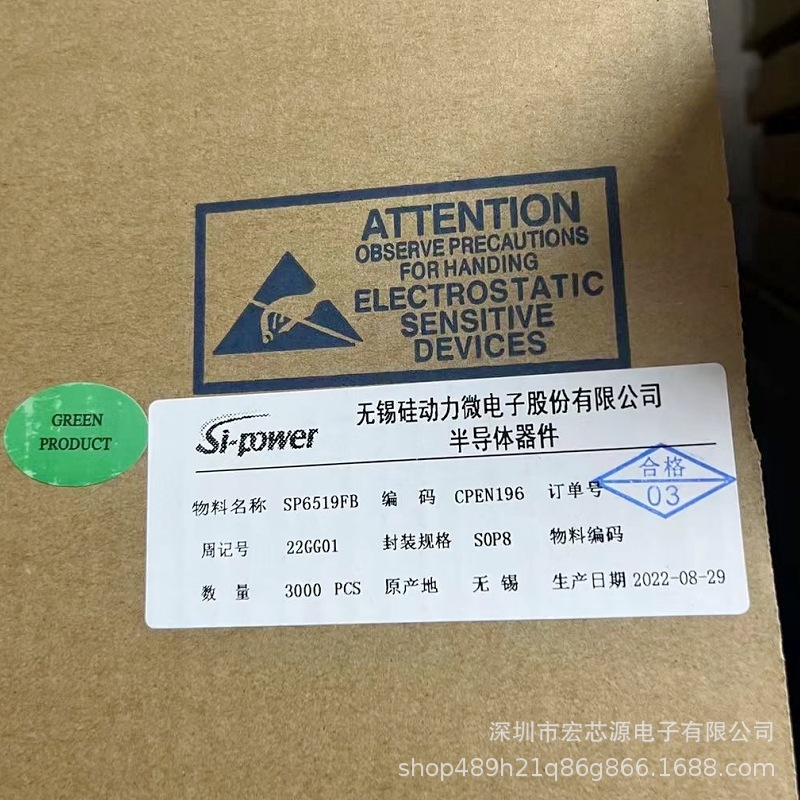 ATTENTION
OBSERVE PRECAUTIONS
FOR HANDING
ELECTROSTATIC
SENSITIVE
DEVICES
GREEN
PRODUCT
Si-power
无锡硅动力微电子股份有限公司
半导体器件
物料名称 SP6519FB 编 码 CPEN196 订单号
合格
03
周记号 22GG01 封装规格 SOP8 物料编码
数 量 3000 PCS 原产地 无 锡 生产日期 2022-08-29
深圳市宏芯源电子有限公司
shop489h21q86g866.1688.com